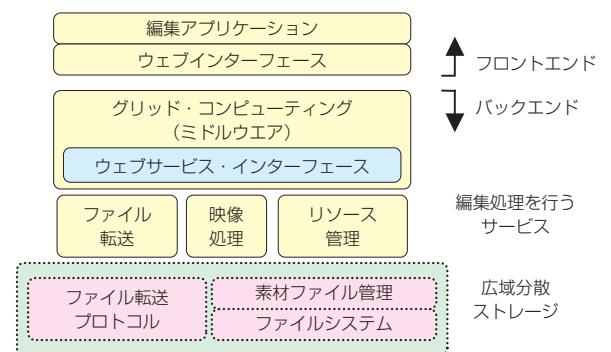 編集アプリケーション
ウェブインターフェース
フロントエンド
バックエンド
グリッド・コンピューティング
（ミドルウエア）
ウェブサービス・インターフェース
ファイル
転送
映像
処理
リソース
管理
編集処理を行う
サービス
ファイル転送
プロトコル
素材ファイル管理
ファイルシステム
広域分散
ストレージ